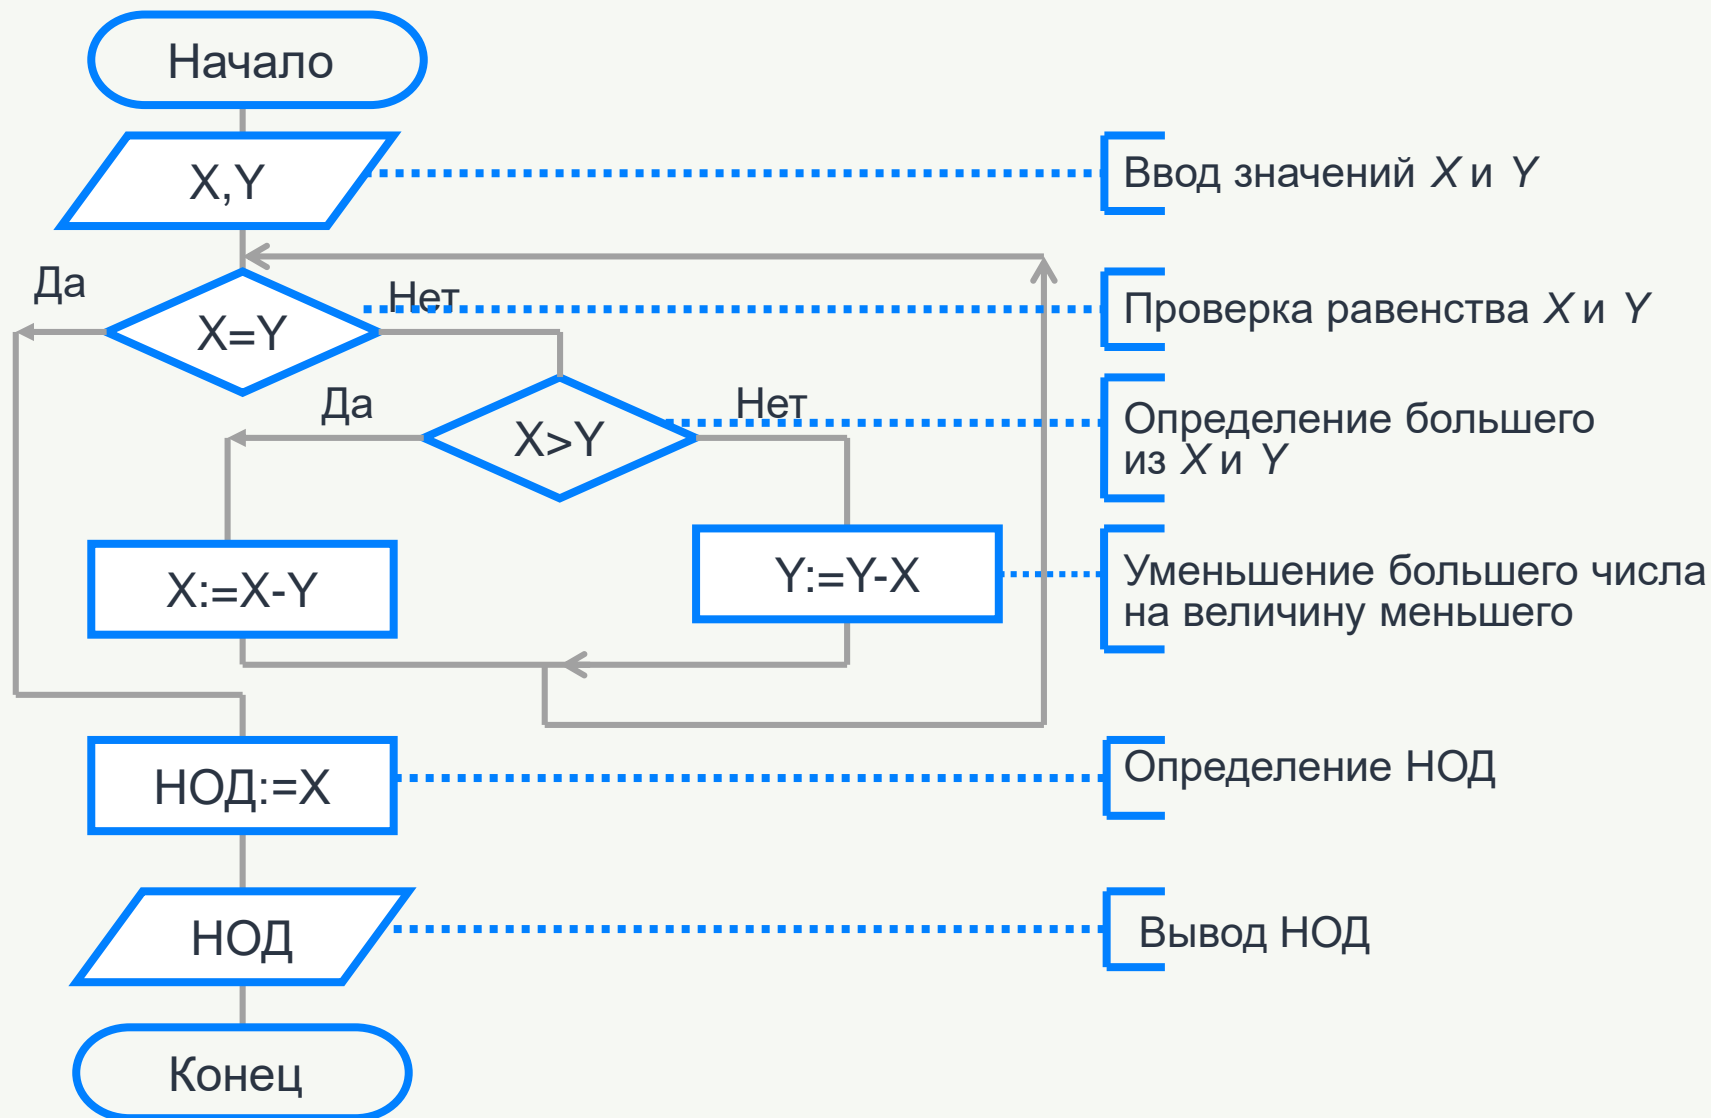 Начало
X,Y
Ввод значений X и Y
Да
Нет
X=Y
Проверка равенства X и Y
Да
Нет
X>Y
Определение большего
из X и Y
X:=X-Y
Y:=Y-X
Уменьшение большего числа
на величину меньшего
НОД:=X
Определение НОД
НОД
Вывод НОД
Конец